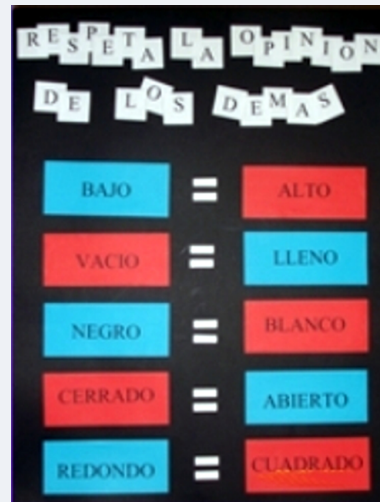 RESPETA LA OPINION
DE LOS DEMAS
BAJO = ALTO
VACIO = LLENO
NEGRO = BLANCO
CERRADO = ABIERTO
REDONDO = CUADRADO